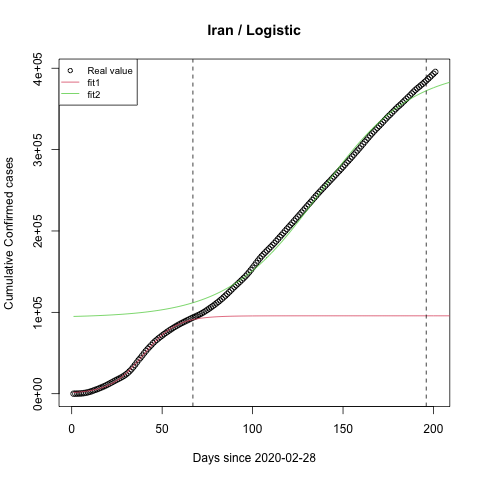 Iran / Logistic
Real value
fit1
fit2
Cumulative Confirmed cases
0e+00
1e+05
2e+05
3e+05
4e+05
0
50
100
150
200
Days since 2020-02-28